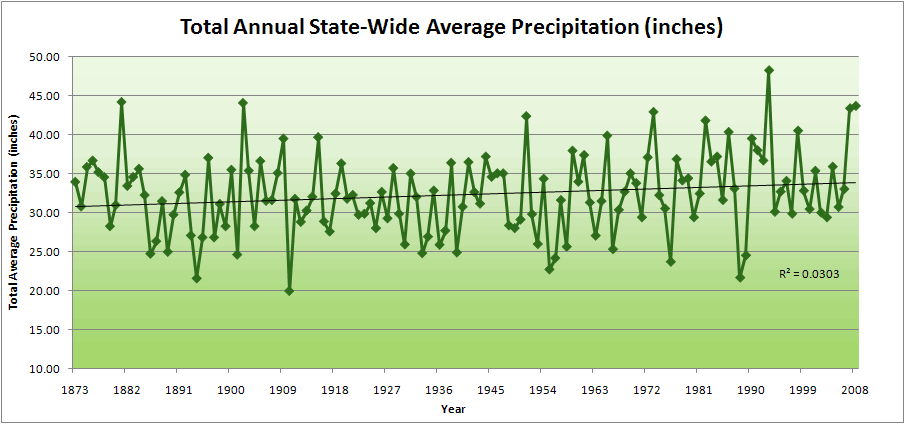 Total Annual State-Wide Average Precipitation (inches)
Total Average Precipitation (inches)
50.00
45.00
40.00
35.00
30.00
25.00
20.00
15.00
10.00
R² = 0.0303
1873 1882 1891 1900 1909 1918 1927 1936 1945 1954 1963 1972 1981 1990 1999 2008
Year